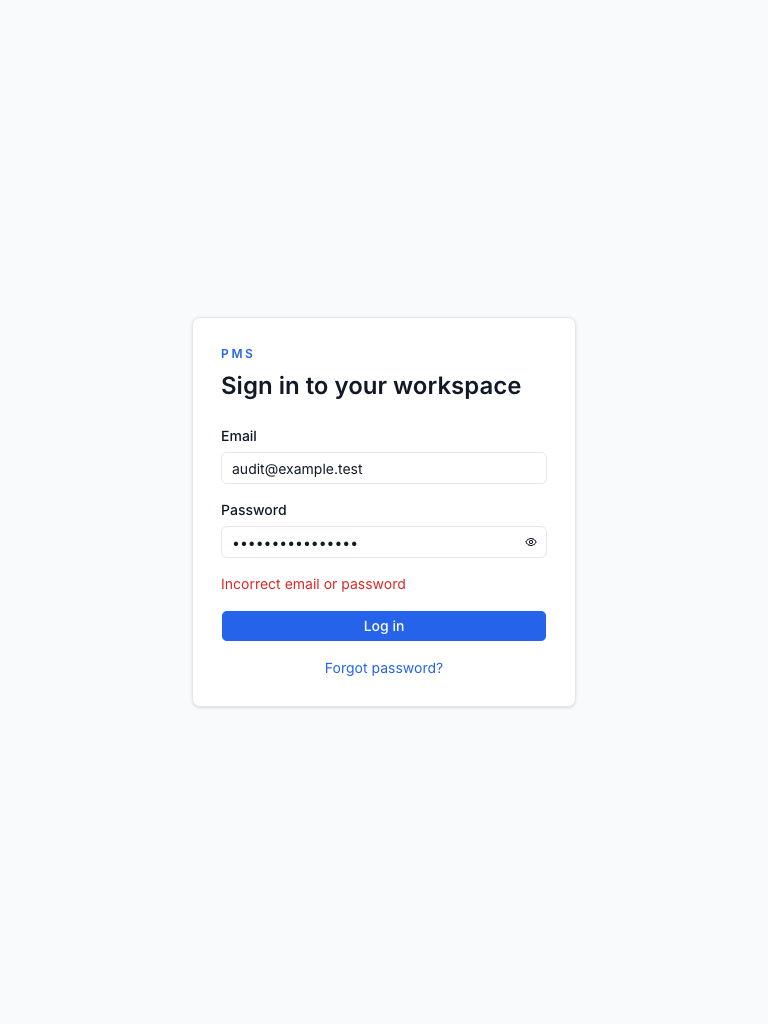 PMS
Sign in to your workspace
Email
audit@example.test
Password
••••••••••••••••
Incorrect email or password
Log in
Forgot password?